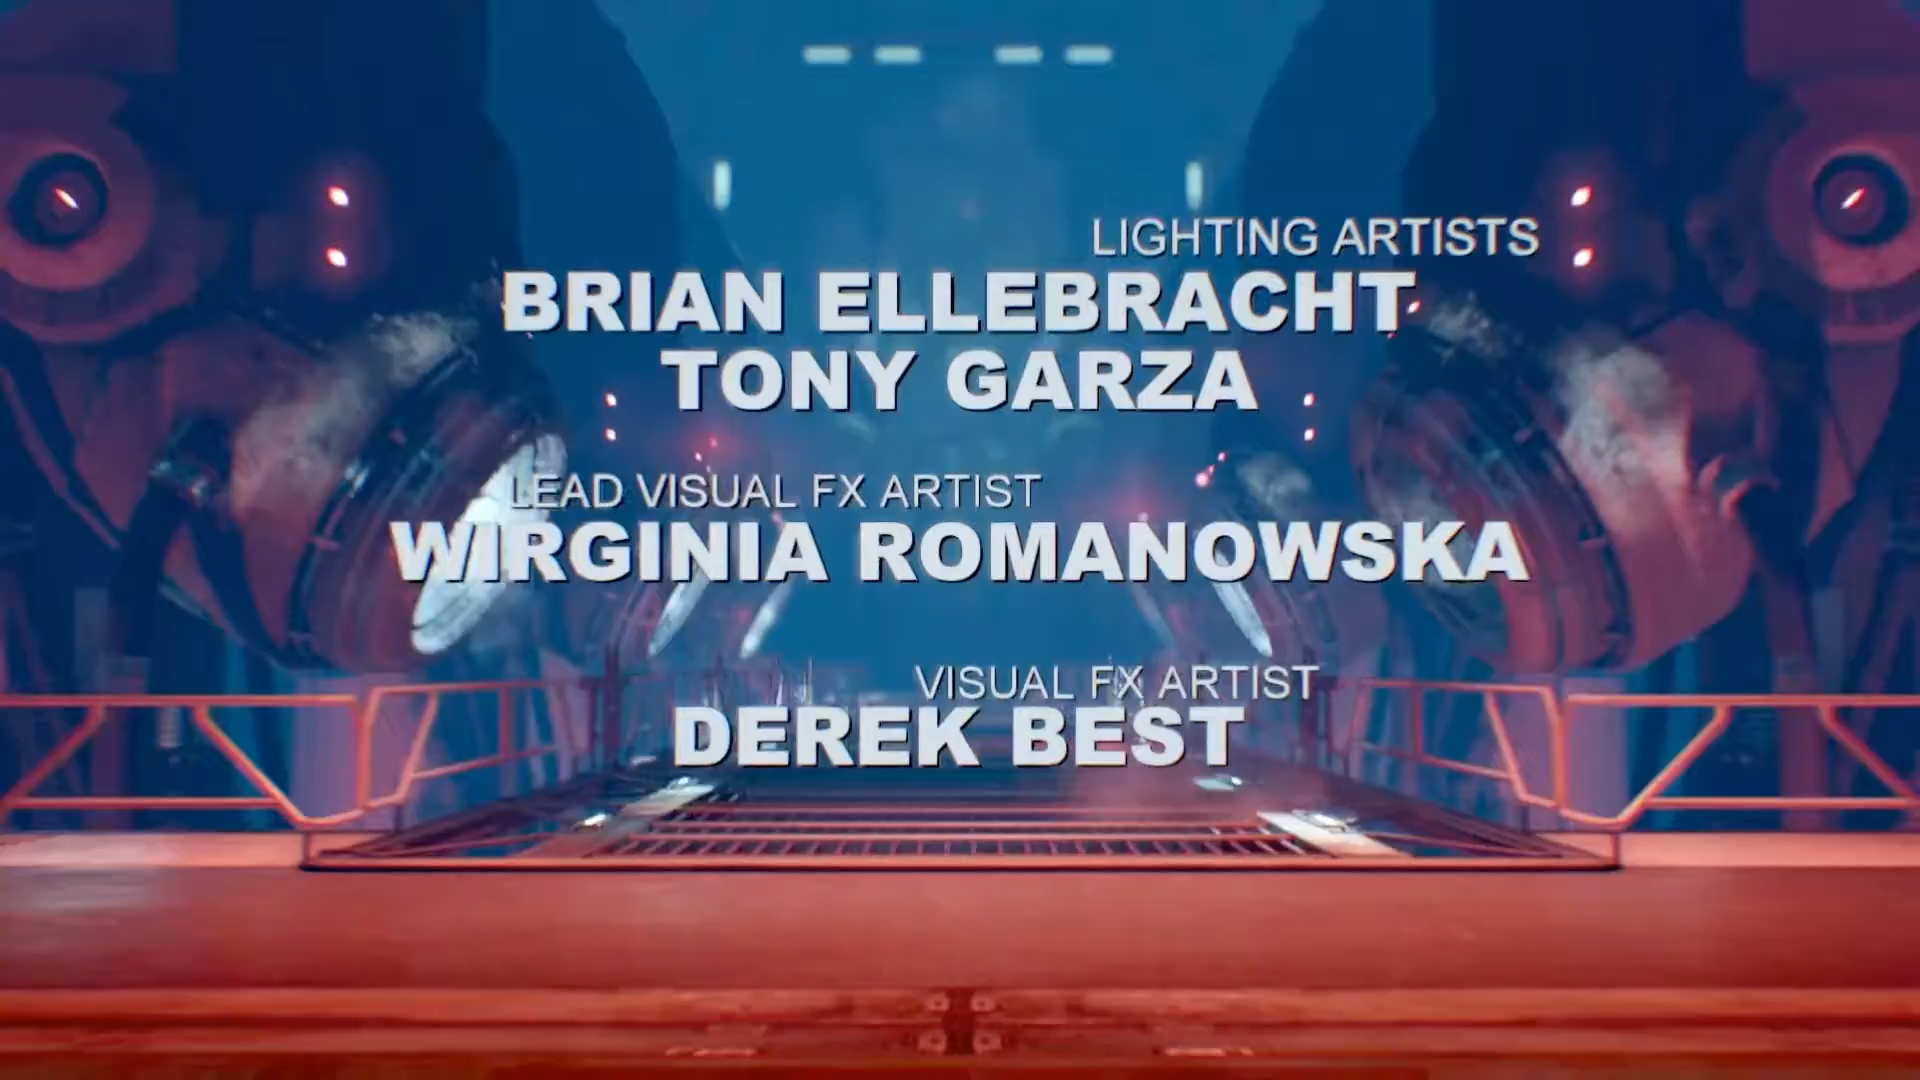 LIGHTING ARTISTS
BRIAN ELLEBRACHT
TONY GARZA
LEAD VISUAL FX ARTIST
WIRGINIA ROMANOWSKA
VISUAL FX ARTIST
DEREK BEST